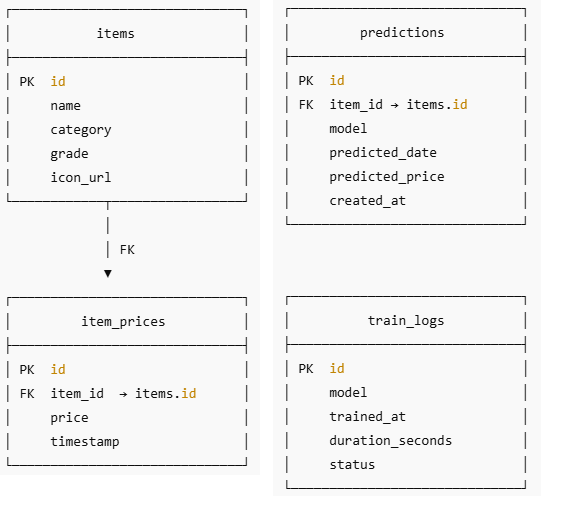 items
PK id
name
category
grade
icon_url
FK
item_prices
PK id
FK item_id → items.id
price
timestamp
predictions
PK id
FK item_id → items.id
model
predicted_date
predicted_price
created_at
train_logs
PK id
model
trained_at
duration_seconds
status